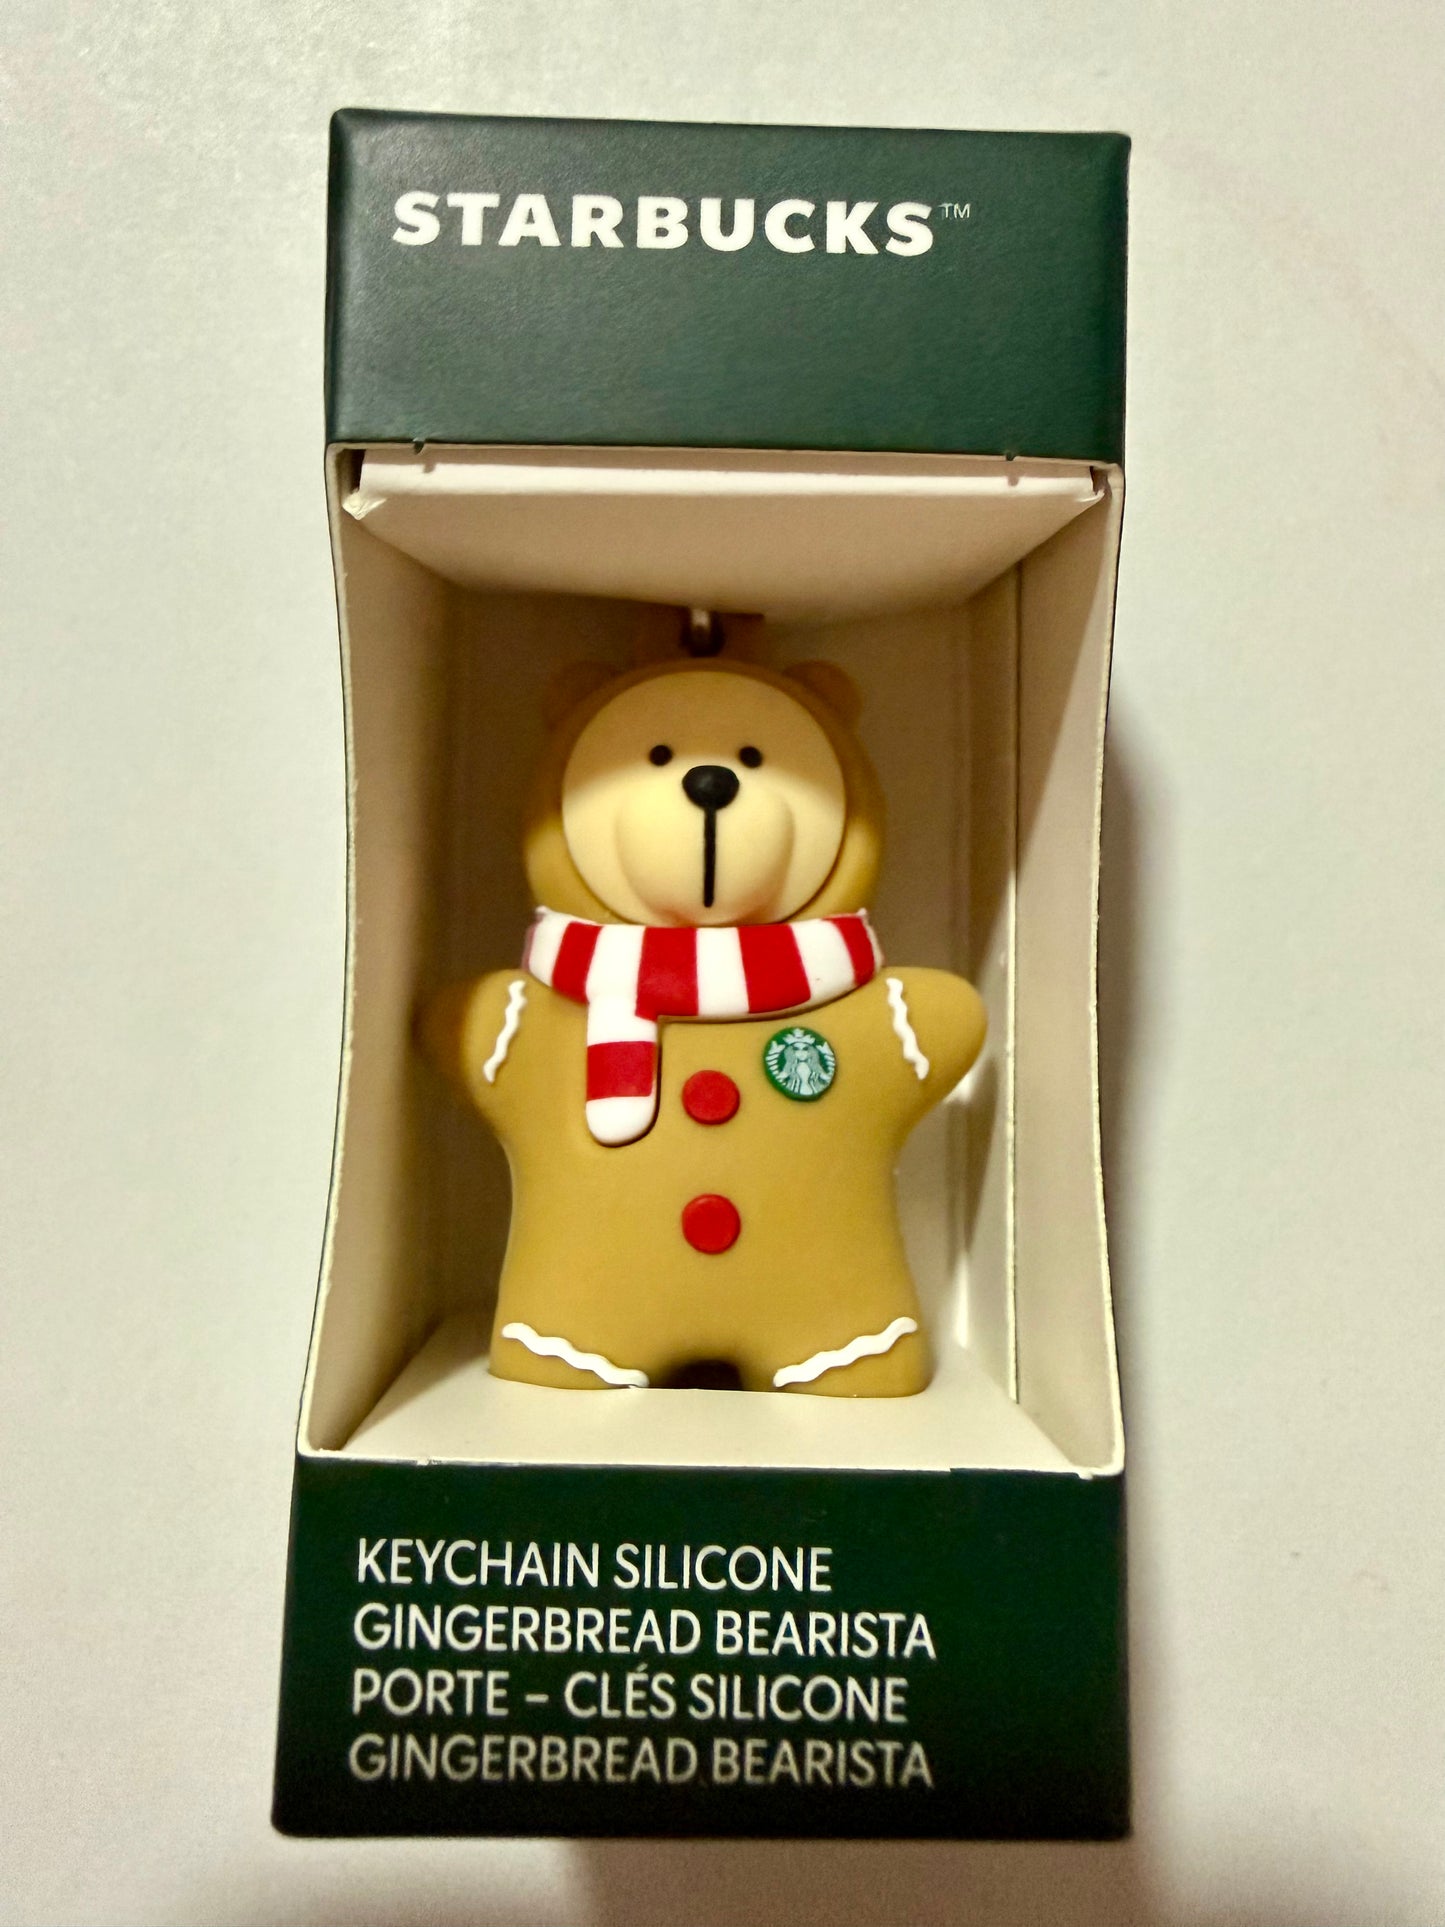 STARBUCKS™
KEYCHAIN SILICONE
GINGERBREAD BEARISTA
PORTE – CLÉS SILICONE
GINGERBREAD BEARISTA